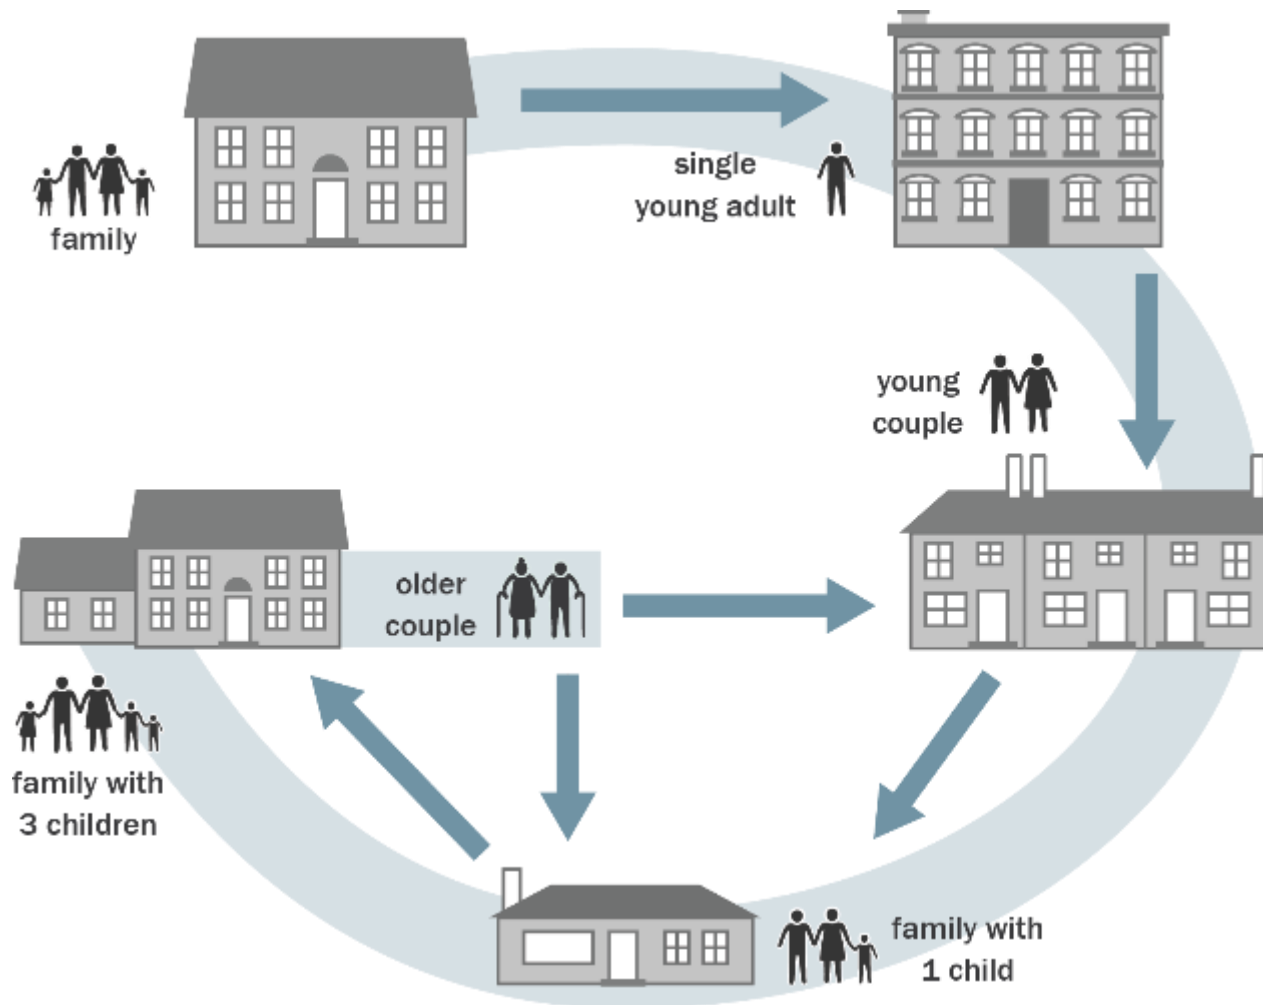 family
single
young adult
young
couple
older
couple
family with
3 children
family with
1 child